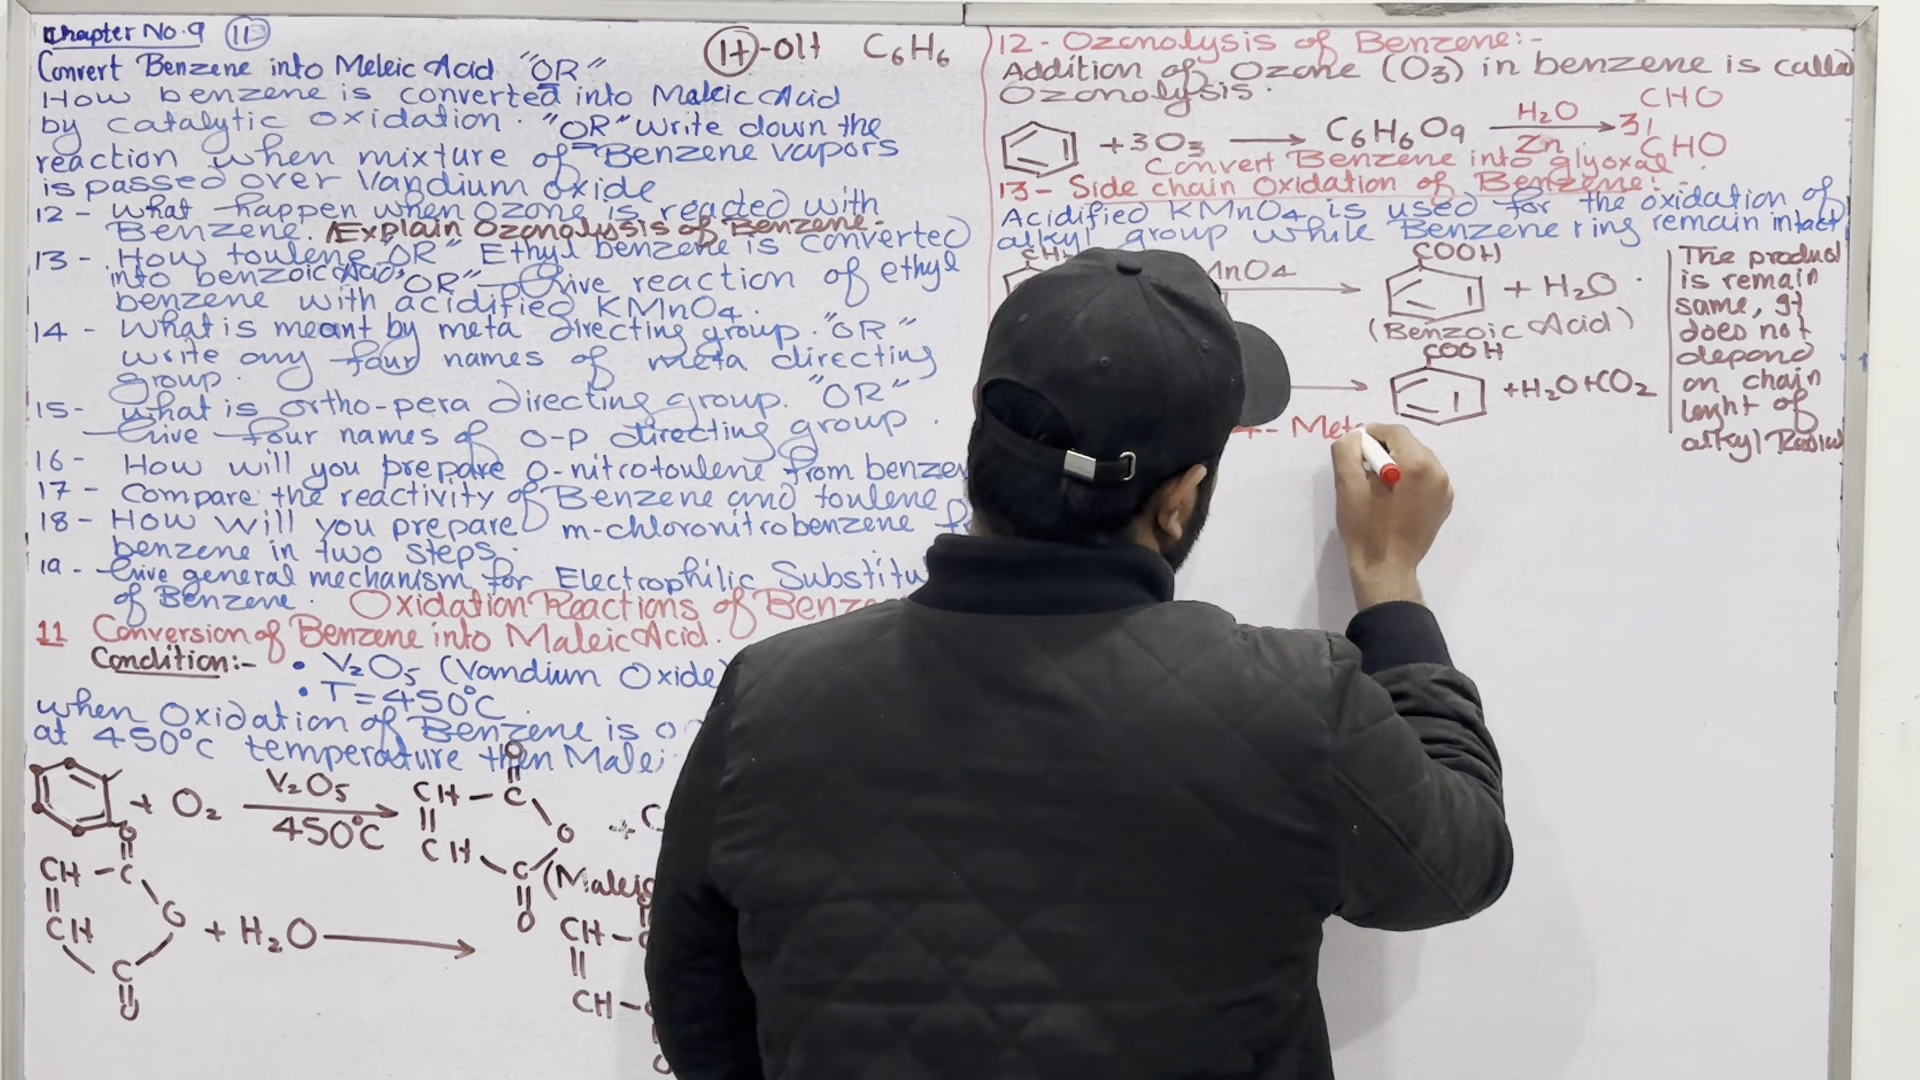 Chapter No.9 (11)
(H)-OH C6H6
Convert Benzene into Meleic Acid "OR"
How benzene is converted into Maleic Acid
by catalytic oxidation. "OR" write down the
reaction when mixture of Benzene vapors
is passed over Vandium oxide
12 - What happen when Ozone is reacted with
Benzene. /Explain Ozonolysis of Benzene.
13 - How toulene "OR" Ethyl benzene is converted
into benzoic Acid, "OR" Give reaction of ethyl
benzene with acidified KMnO4.
14 - What is meant by meta directing group. "OR"
write any four names of meta directing
group.
15- what is ortho-pera directing group. "OR"
Give four names of o-p directing group.
16 - How will you prepare o-nitrotoulene from
17 - Compare the reactivity of Benzene and toulene
18 - How will you prepare m-chloronitrobenzene
benzene in two steps.
19 - Give general mechanism for Electrophilic
of Benzene. Oxidation Reactions of
11 Conversion of Benzene into Maleic Acid.
Condition:- • V2O5 (Vamdium Oxide)
• T = 450°C
when Oxidation of Benzene is
at 450°C temperature then
+ O2 V2O5 450°C CH - C O
CH C O O + C
CH - C O
CH C O O + H2O
CH -
CH -
12 - Ozonolysis of Benzene:-
Addition of Ozone (O3) in benzene is called
Ozonolysis.
+3O3 C6H6O9 H2O Zn 3 CHO
CHO
Convert Benzene into glyoxal
13 - Side chain Oxidation of Benzene:-
Acidified KMnO4 is used for the oxidation of
alkyl group while Benzene ring remain intact
CH3 MnO4 COOH + H2O
(Benzoic Acid)
COOH
+H2O+CO2
The product
is remain
same, gt
does not
depend
on chain
lenght of
alkyl